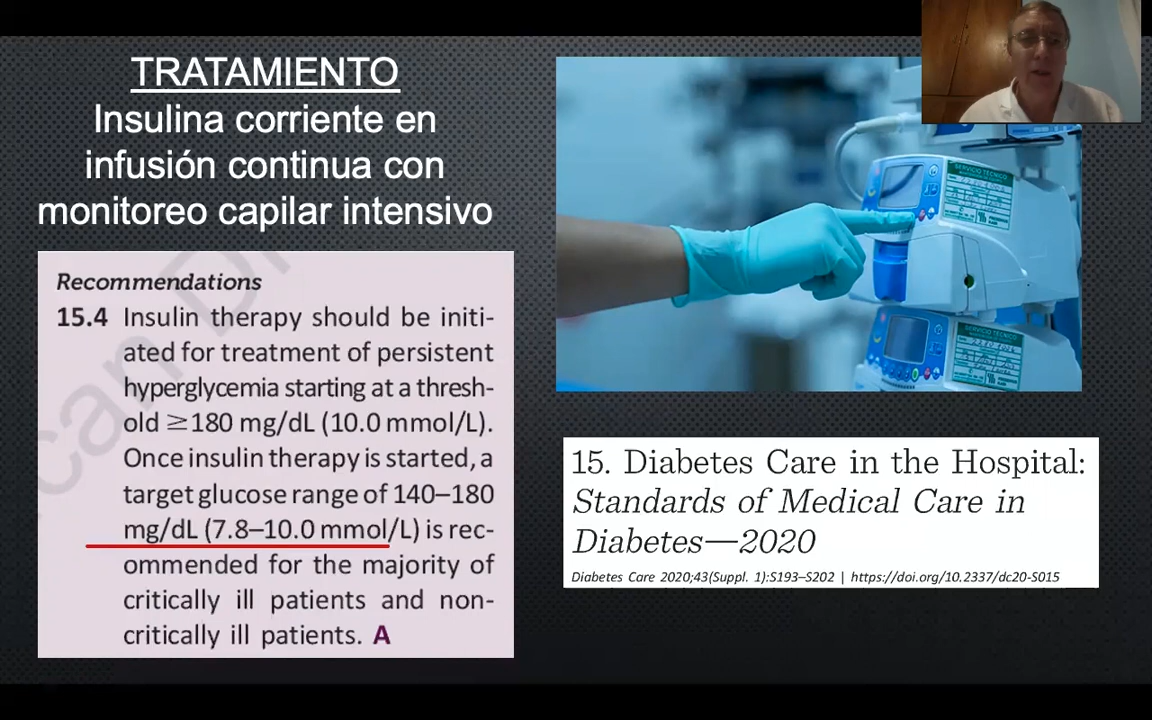 TRATAMIENTO
Insulina corriente en
infusión continua con
monitoreo capilar intensivo
Recommendations
15.4 Insulin therapy should be initi-
ated for treatment of persistent
hyperglycemia starting at a thresh-
old ≥180 mg/dL (10.0 mmol/L).
Once insulin therapy is started, a
target glucose range of 140–180
mg/dL (7.8–10.0 mmol/L) is rec-
ommended for the majority of
critically ill patients and non-
critically ill patients. A
SERVICIO TECNICO
SERVICIO TECNICO
15. Diabetes Care in the Hospital:
Standards of Medical Care in
Diabetes—2020
Diabetes Care 2020;43(Suppl. 1):S193–S202 | https://doi.org/10.2337/dc20-S015